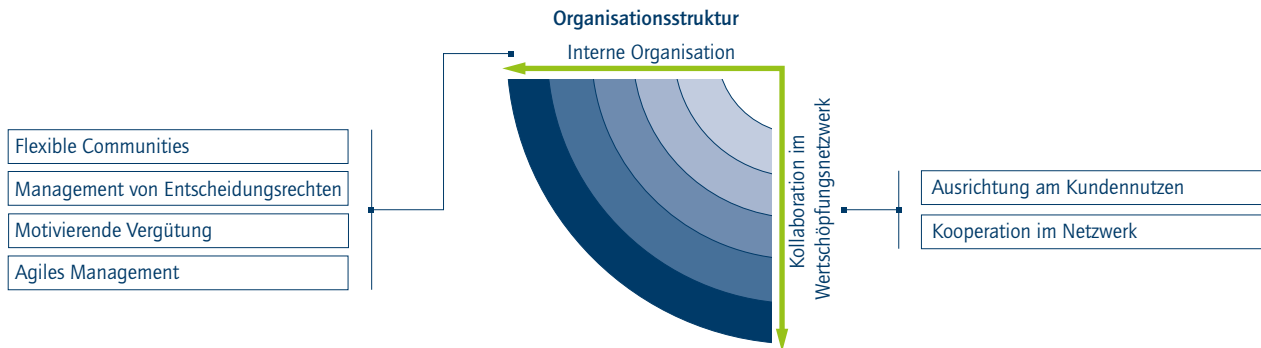 Organisationsstruktur
Interne Organisation
Flexible Communities
Management von Entscheidungsrechten
Motivierende Vergütung
Agiles Management
Kollaboration im
Wertschöpfungsnetzwerk
Ausrichtung am Kundennutzen
Kooperation im Netzwerk